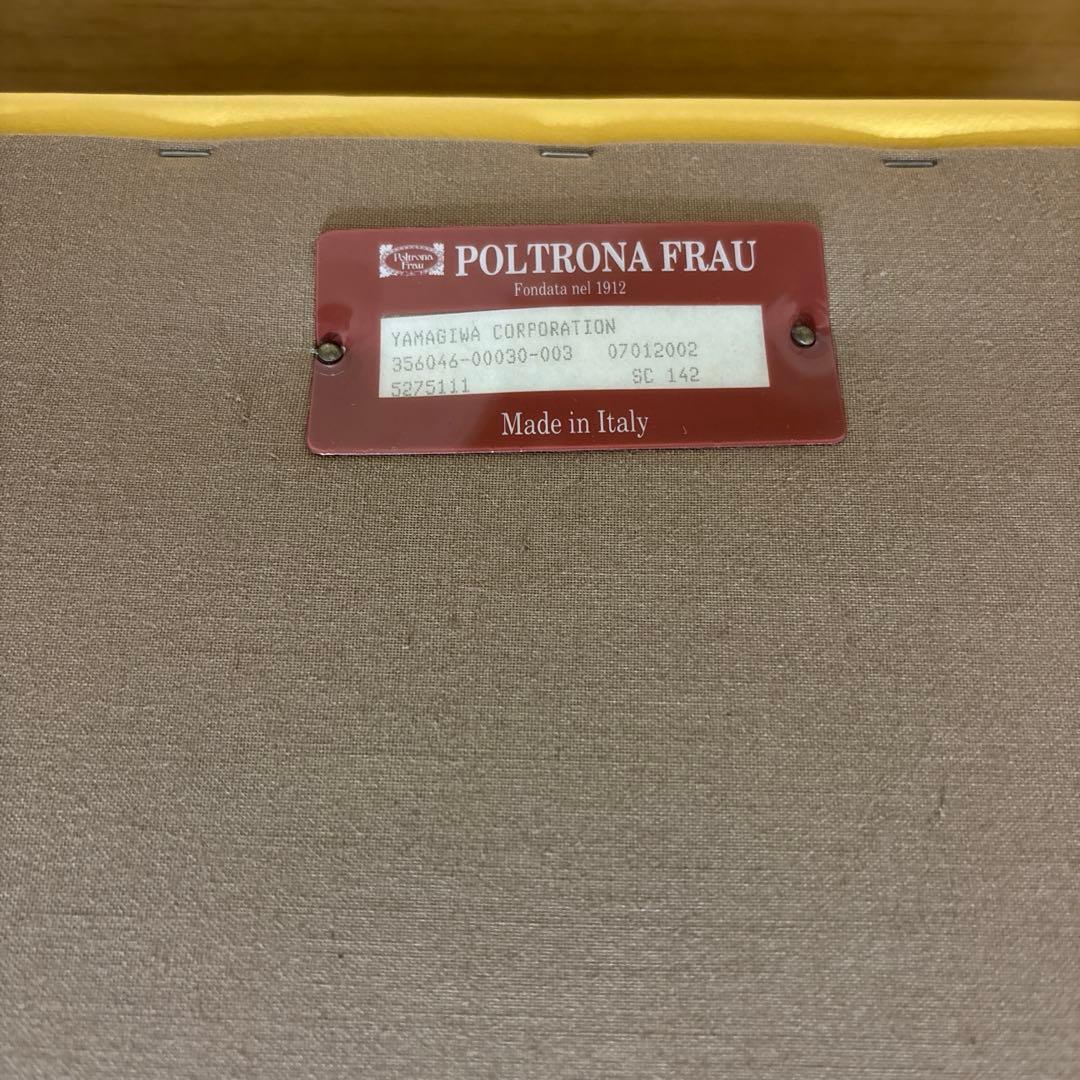 Poltrona
Frau
POLTRONA FRAU
Fondata nel 1912
YAMAGIWA CORPORATION
356046-00030-003 07012002
5275111 SC 142
Made in Italy